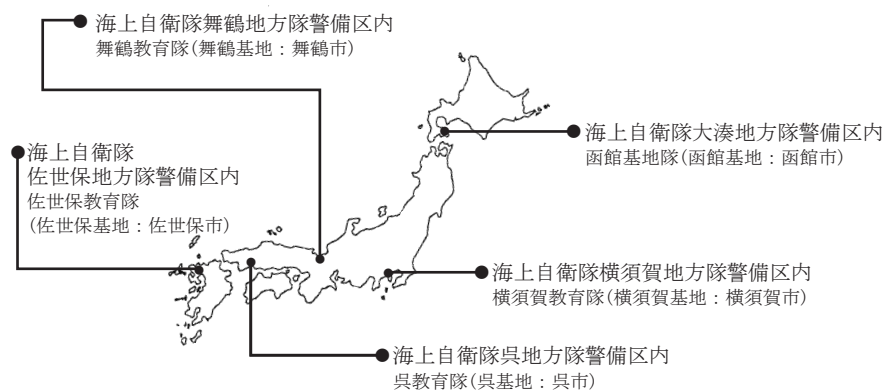 海上自衛隊舞鶴地方隊警備区内
舞鶴教育隊(舞鶴基地：舞鶴市)
海上自衛隊大湊地方隊警備区内
函館基地隊(函館基地：函館市)
海上自衛隊
佐世保地方隊警備区内
佐世保教育隊
(佐世保基地：佐世保市)
海上自衛隊横須賀地方隊警備区内
横須賀教育隊(横須賀基地：横須賀市)
海上自衛隊呉地方隊警備区内
呉教育隊(呉基地：呉市)